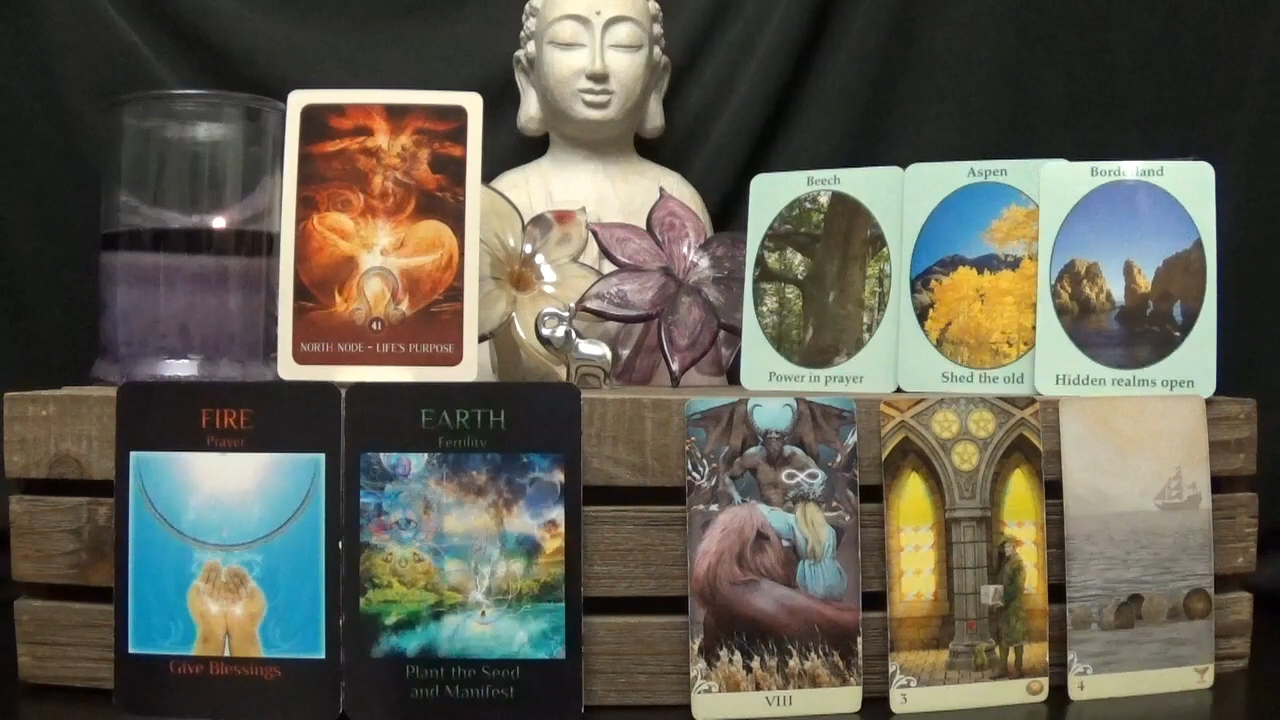 41
NORTH NODE ~ LIFE'S PURPOSE
Beech
Power in prayer
Aspen
Shed the old
Borderland
Hidden realms open
FIRE
Prayer
Give Blessings
EARTH
Fertility
Plant the Seed
and Manifest
VIII
3
4